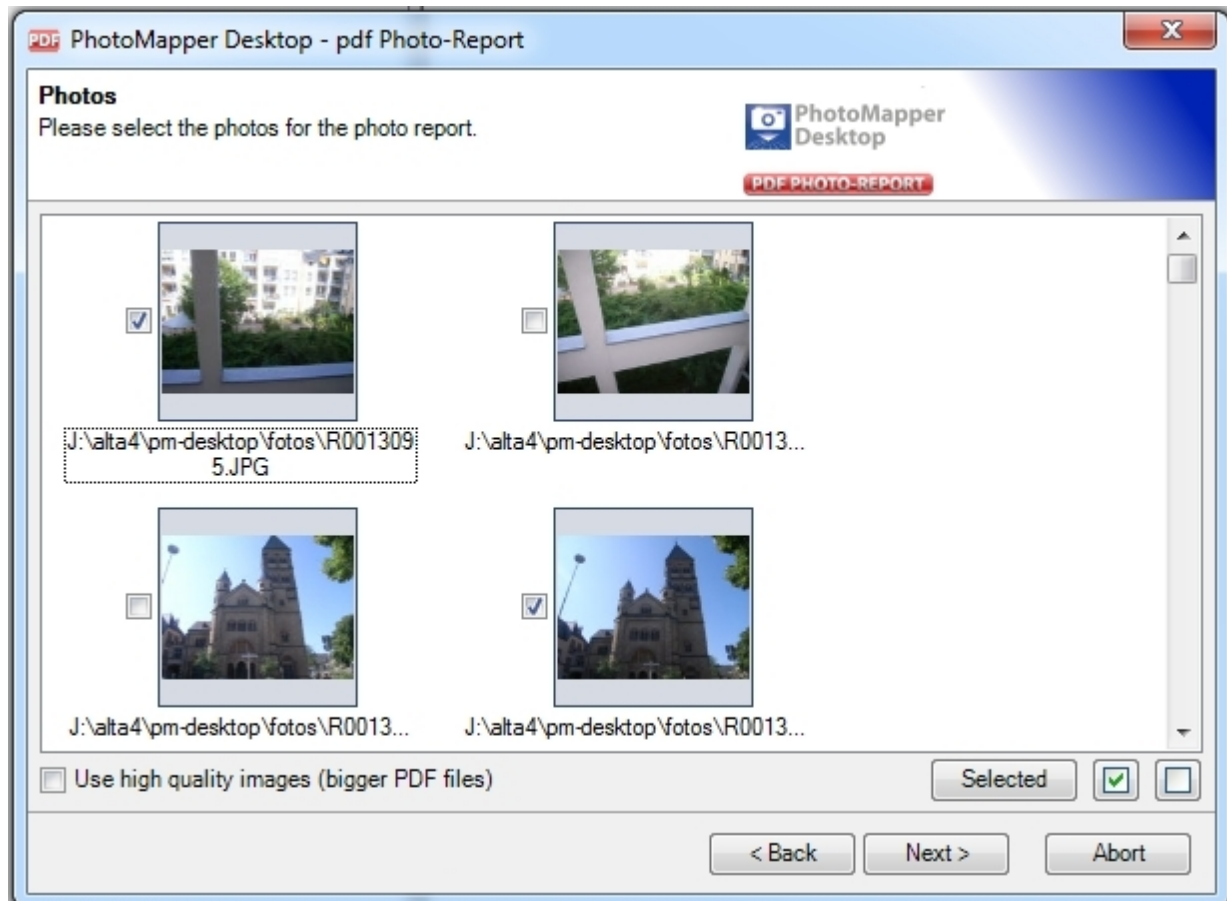 PDF PhotoMapper Desktop - pdf Photo-Report
Photos
Please select the photos for the photo report.
PhotoMapper
Desktop
PDF PHOTO-REPORT
J:\alta4\pm-desktop\fotos\R001309
5.JPG
J:\alta4\pm-desktop\fotos\R0013...
J:\alta4\pm-desktop\fotos\R0013...
J:\alta4\pm-desktop\fotos\R0013...
Use high quality images (bigger PDF files)
Selected
< Back
Next >
Abort